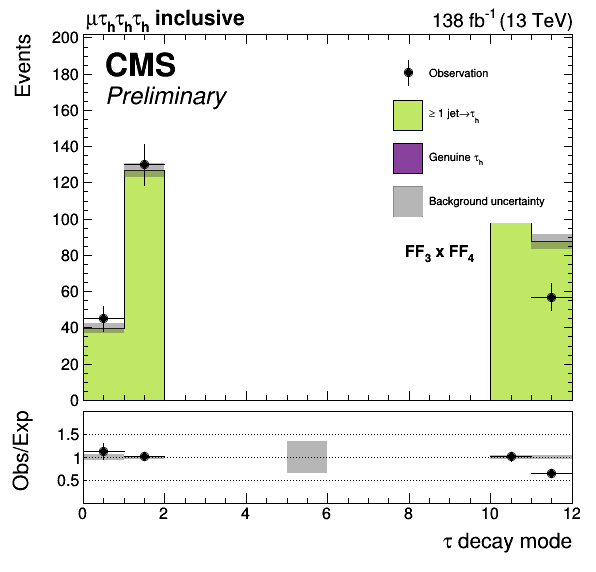 μτhτhτh inclusive 138 fb⁻¹ (13 TeV)
Events
CMS
Preliminary
Observation
≥ 1 jet→τh
Genuine τh
Background uncertainty
FF3 x FF4
200
180
160
140
120
100
80
60
40
20
0
Obs/Exp
1.5
1
0.5
0 2 4 6 8 10 12
τ decay mode